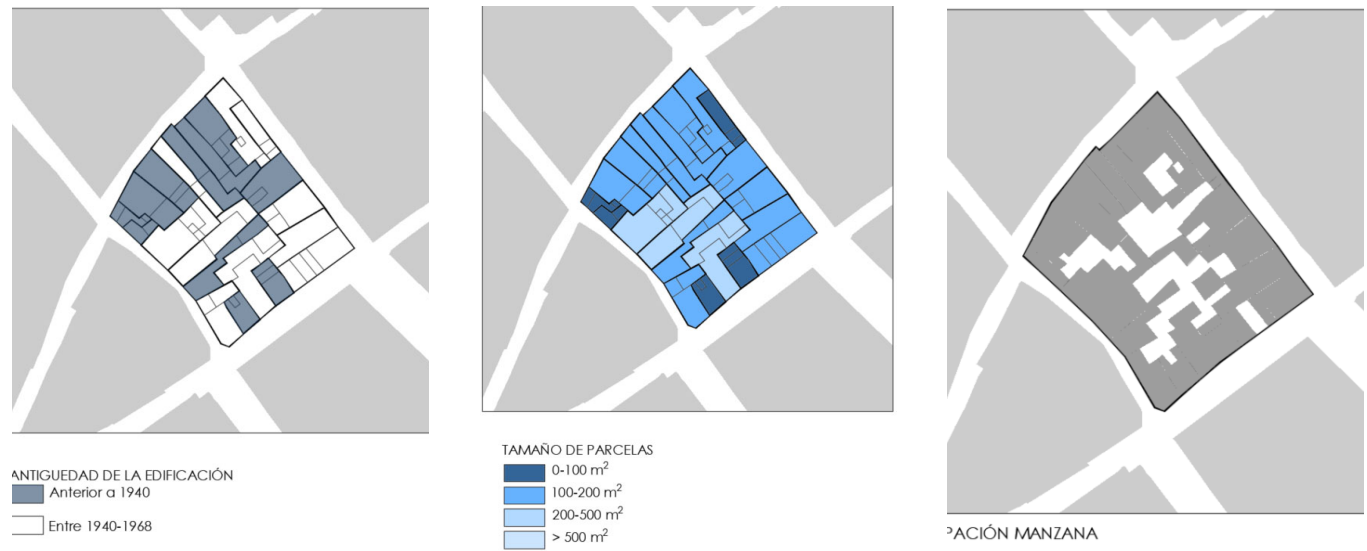 ANTIGUEDAD DE LA EDIFICACIÓN
Anterior a 1940
Entre 1940-1968
TAMAÑO DE PARCELAS
0-100 m²
100-200 m²
200-500 m²
> 500 m²
PACIÓN MANZANA